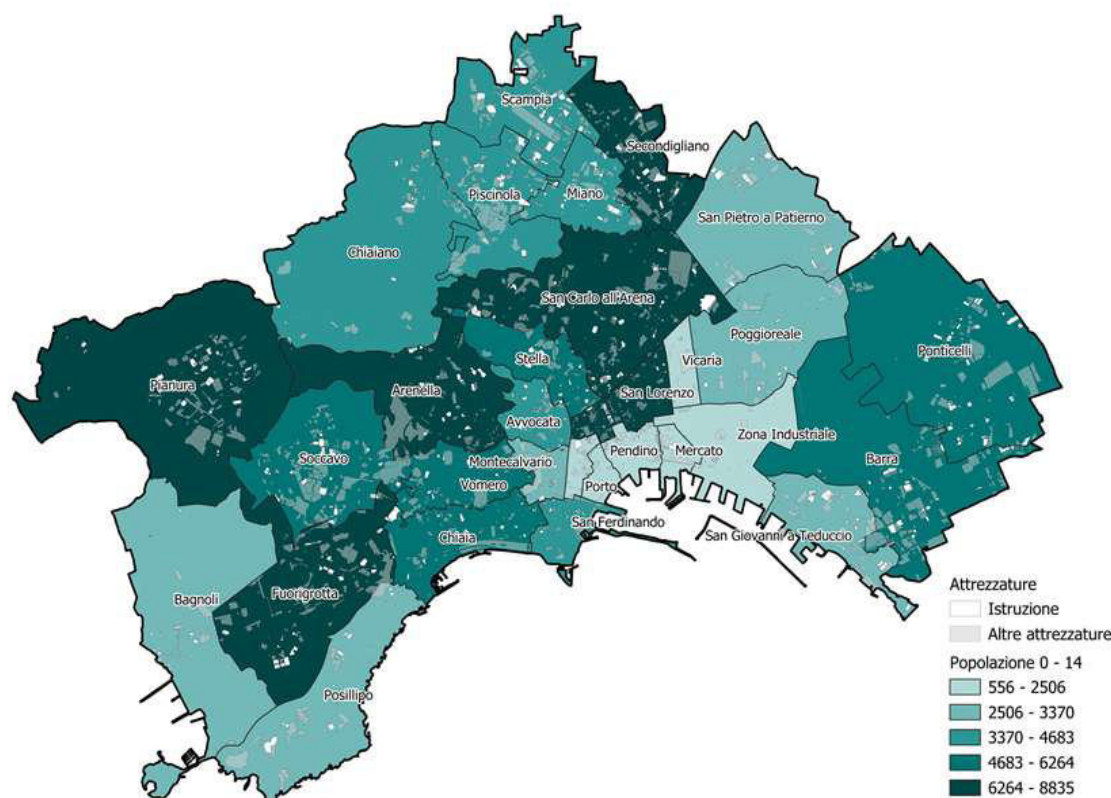 Scampia
Secondigliano
Piscinola
Miano
San Pietro a Patierno
Chiaiano
San Carlo all'Arena
Poggioreale
Stella
Vicaria
Ponticelli
Pianura
Arenella
San Lorenzo
Avvocata
Zona Industriale
Pendino
Mercato
Soccavo
Montecalvario
Barra
Vomero
Porto
San Ferdinando
San Giovanni a Teduccio
Chiaia
Bagnoli
Fuorigrotta
Posillipo
Attrezzature
Istruzione
Altre attrezzature
Popolazione 0 - 14
556 - 2506
2506 - 3370
3370 - 4683
4683 - 6264
6264 - 8835